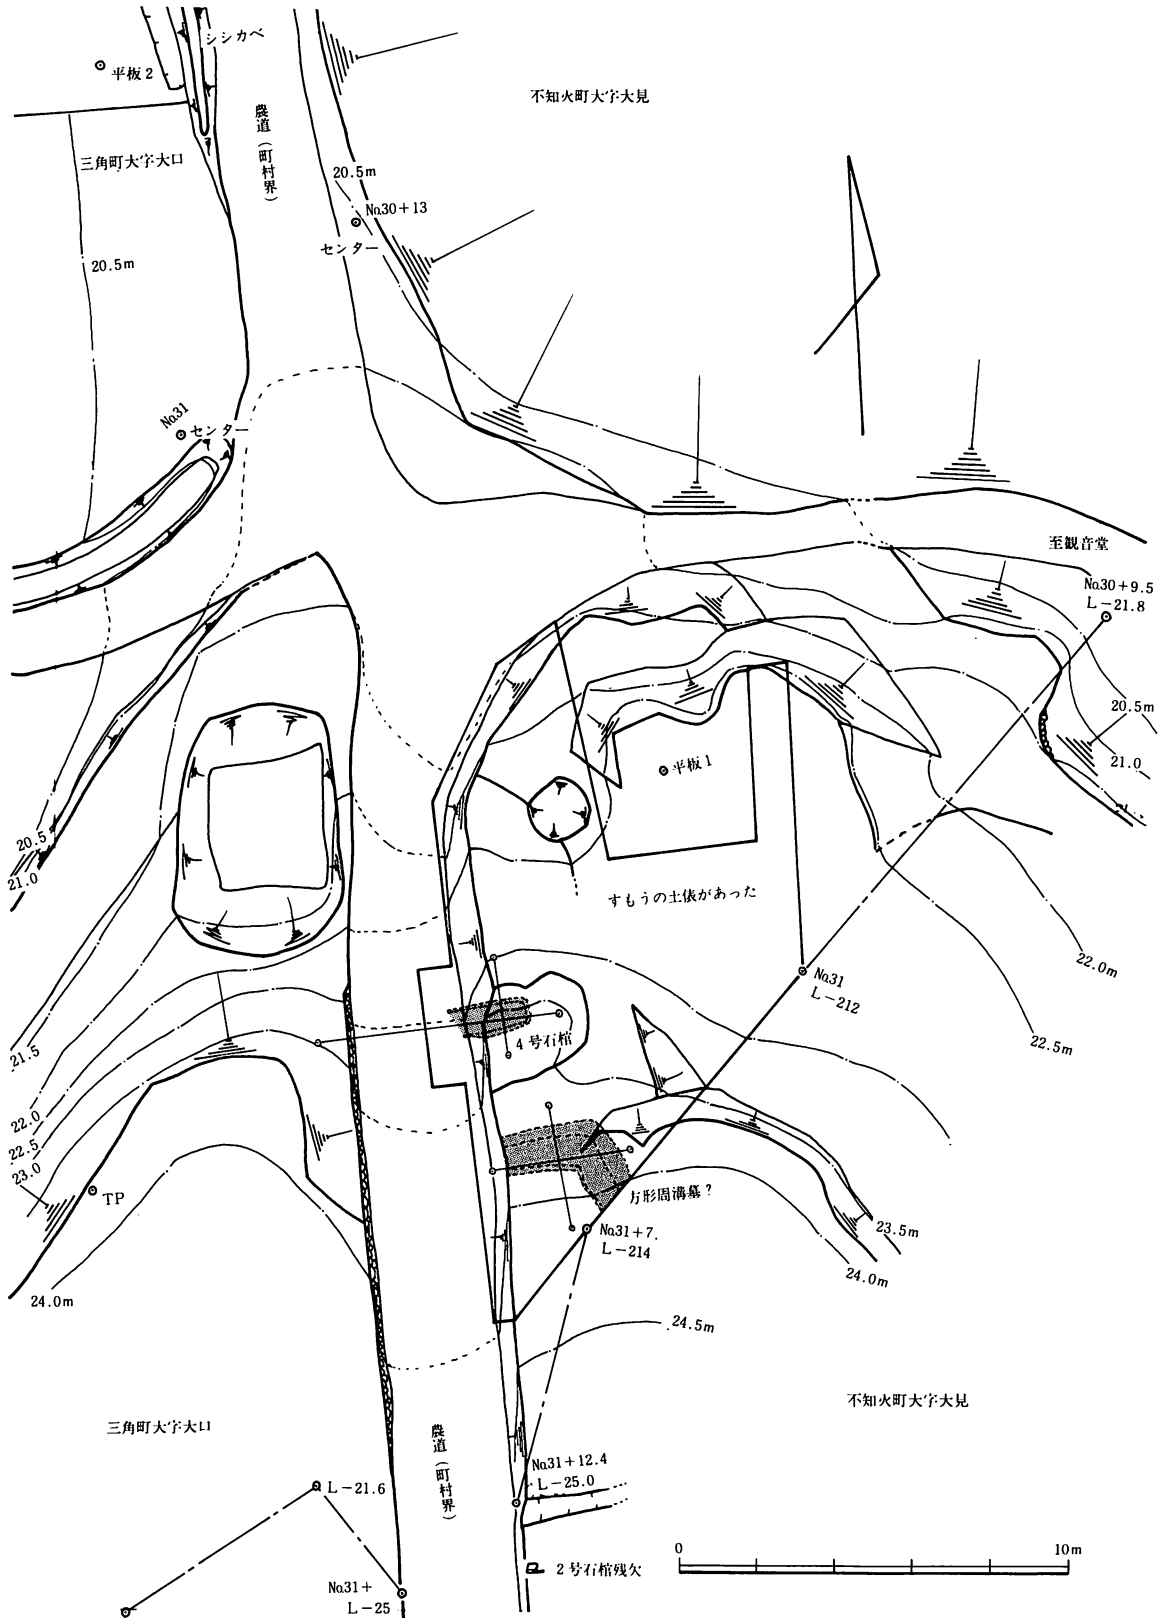 シシカベ
平板2
不知火町大字大見
農道(町村界)
三角町大字大口
20.5m
No.30+13
センター
20.5m
No.31
センター
至観音堂
No.30+9.5
L-21.8
20.5m
21.0
平板1
20.5
21.0
すもうの土俵があった
22.0m
No.31
L-212
22.5m
4号石棺
21.5
22.0
22.5
23.0
TP
方形周溝墓?
No.31+7.
L-214
23.5m
24.0m
24.0m
24.5m
不知火町大字大見
三角町大字大口
農道(町村界)
No.31+12.4
L-25.0
L-21.6
0
10m
2号石棺残欠
No.31+
L-25